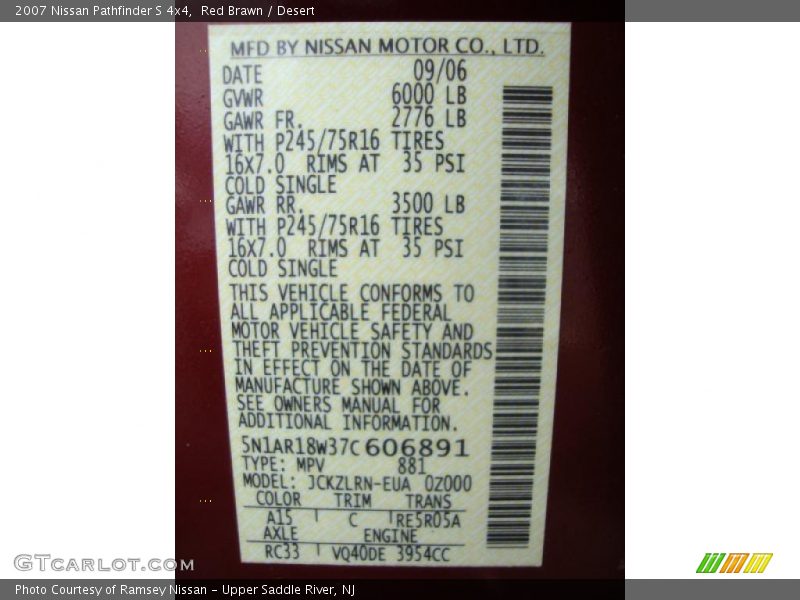 2007 Nissan Pathfinder S 4x4,  Red Brawn / Desert
MFD BY NISSAN MOTOR CO., LTD.
DATE 09/06
GVWR 6000 LB
GAWR FR. 2776 LB
WITH P245/75R16 TIRES
16X7.0 RIMS AT 35 PSI
COLD SINGLE
GAWR RR. 3500 LB
WITH P245/75R16 TIRES
16X7.0 RIMS AT 35 PSI
COLD SINGLE
THIS VEHICLE CONFORMS TO
ALL APPLICABLE FEDERAL
MOTOR VEHICLE SAFETY AND
THEFT PREVENTION STANDARDS
IN EFFECT ON THE DATE OF
MANUFACTURE SHOWN ABOVE.
SEE OWNERS MANUAL FOR
ADDITIONAL INFORMATION.
5N1AR18W37C606891
TYPE: MPV 881
MODEL: JCKZLRN-EUA 0Z000
COLOR TRIM TRANS
A15 C RE5R05A
AXLE ENGINE
RC33 VQ40DE 3954CC
GTCarLot.com
Photo Courtesy of Ramsey Nissan - Upper Saddle River, NJ